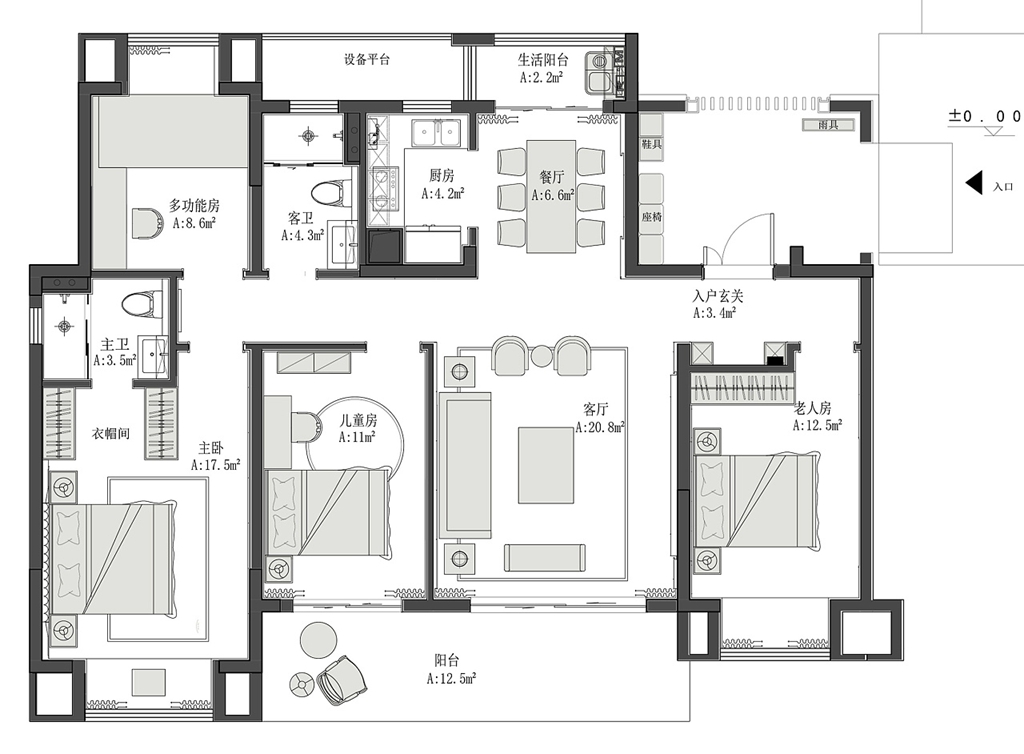 设备平台
生活阳台
A:2.2m²
±0.00
雨具
鞋具
厨房
A:4.2m²
餐厅
A:6.6m²
入口
多功能房
A:8.6m²
客卫
A:4.3m²
座椅
入户玄关
A:3.4m²
主卫
A:3.5m²
儿童房
A:11m²
客厅
A:20.8m²
老人房
A:12.5m²
衣帽间
主卧
A:17.5m²
阳台
A:12.5m²